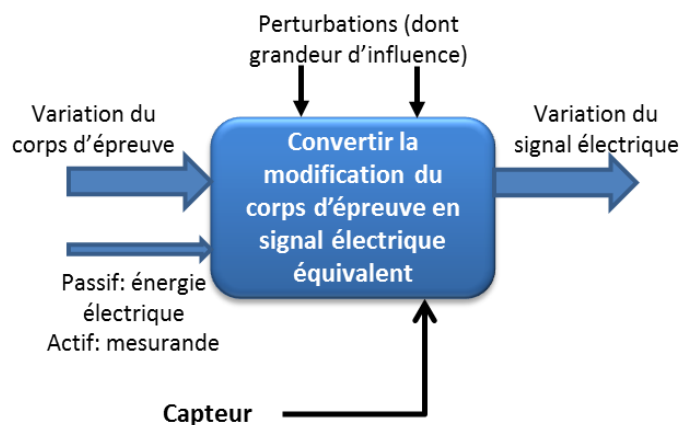 Perturbations (dont
grandeur d’influence)
Variation du
corps d’épreuve
Convertir la
modification du
corps d’épreuve en
signal électrique
équivalent
Variation du
signal électrique
Passif: énergie
électrique
Actif: mesurande
Capteur